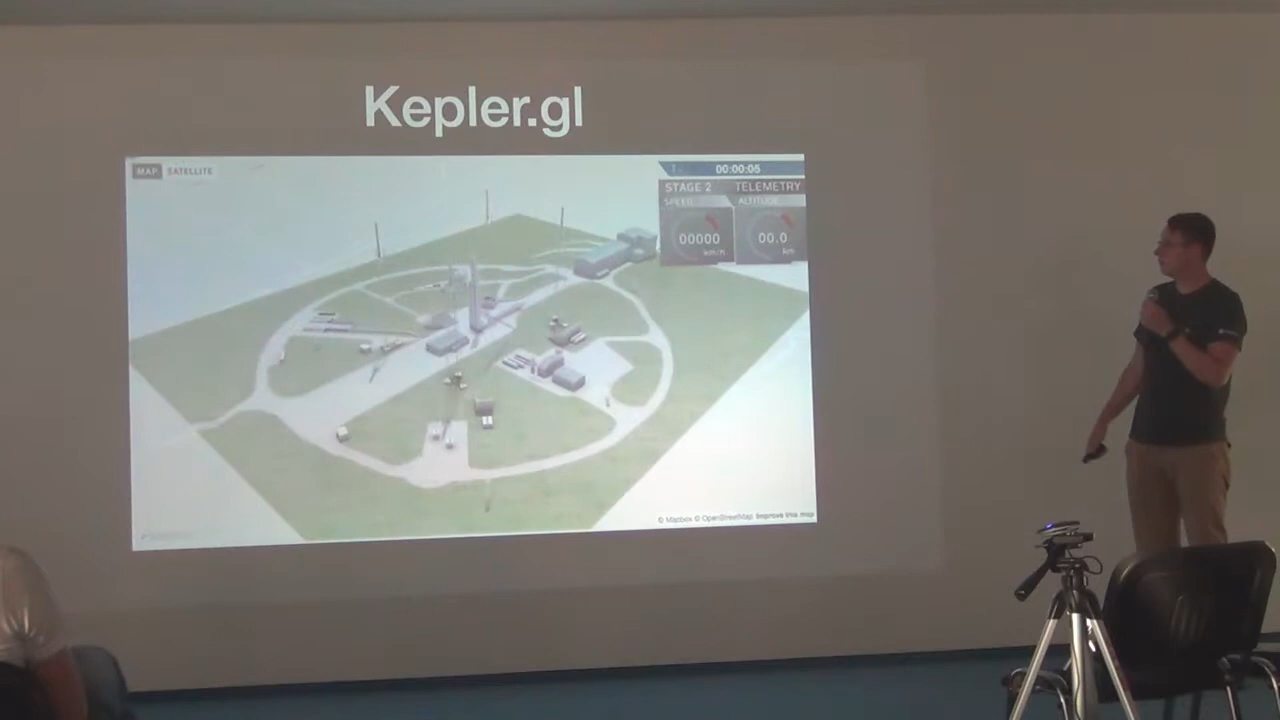 Kepler.gl
MAP SATELLITE
00:00:05
STAGE 2 TELEMETRY
SPEED ALTITUDE
00000 00.0
km/h km
© Mapbox © OpenStreetMap Improve this map